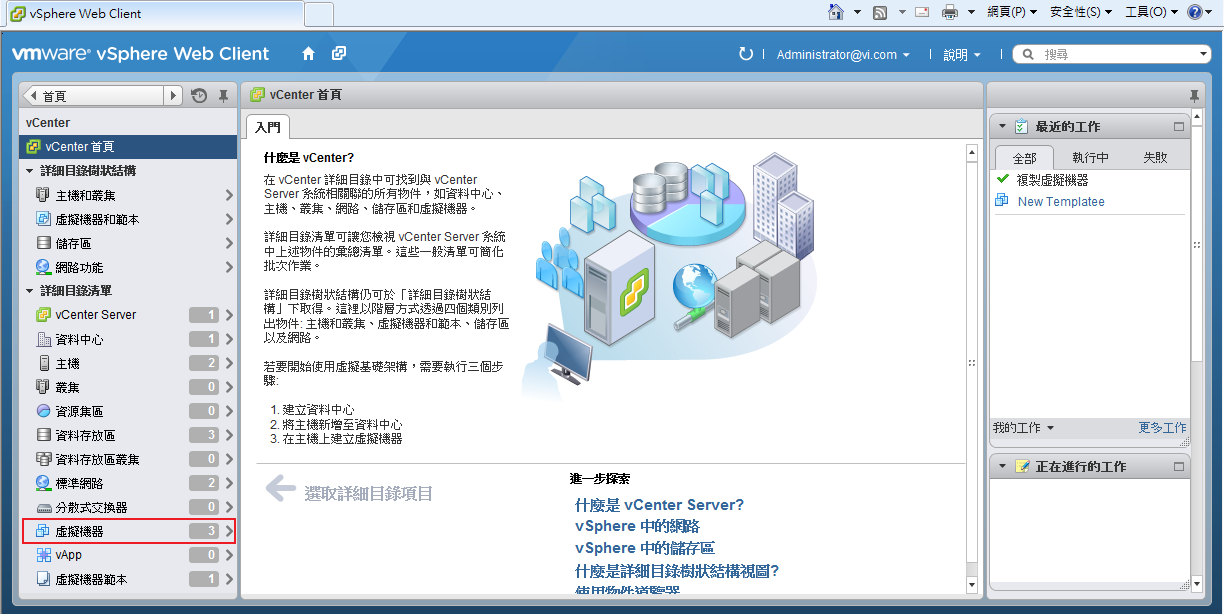 vSphere Web Client
網頁(P)
安全性(S)
工具(O)
vmware vSphere Web Client
Administrator@vi.com
說明
搜尋
首頁
vCenter
vCenter 首頁
詳細目錄樹狀結構
主機和叢集
虛擬機器和範本
儲存區
網路功能
詳細目錄清單
vCenter Server 1
資料中心 1
主機 2
叢集 0
資源集區 0
資料存放區 3
資料存放區叢集 0
標準網路 2
分散式交換器 0
虛擬機器 3
vApp 0
虛擬機器範本 1
vCenter 首頁
入門
什麼是 vCenter?
在 vCenter 詳細目錄中可找到與 vCenter
Server 系統相關聯的所有物件，如資料中心、
主機、叢集、網路、儲存區和虛擬機器。
詳細目錄清單可讓您檢視 vCenter Server 系統
中上述物件的彙總清單。這些一般清單可簡化
批次作業。
詳細目錄樹狀結構仍可於「詳細目錄樹狀結
構」下取得。這裡以階層方式透過四個類別列
出物件: 主機和叢集、虛擬機器和範本、儲存區
以及網路。
若要開始使用虛擬基礎架構，需要執行三個步
驟:
1. 建立資料中心
2. 將主機新增至資料中心
3. 在主機上建立虛擬機器
選取詳細目錄項目
進一步探索
什麼是 vCenter Server?
vSphere 中的網路
vSphere 中的儲存區
什麼是詳細目錄樹狀結構視圖?
使用物件導覽器
最近的工作
全部
執行中
失敗
複製虛擬機器
New Templatee
我的工作
更多工作
正在進行的工作